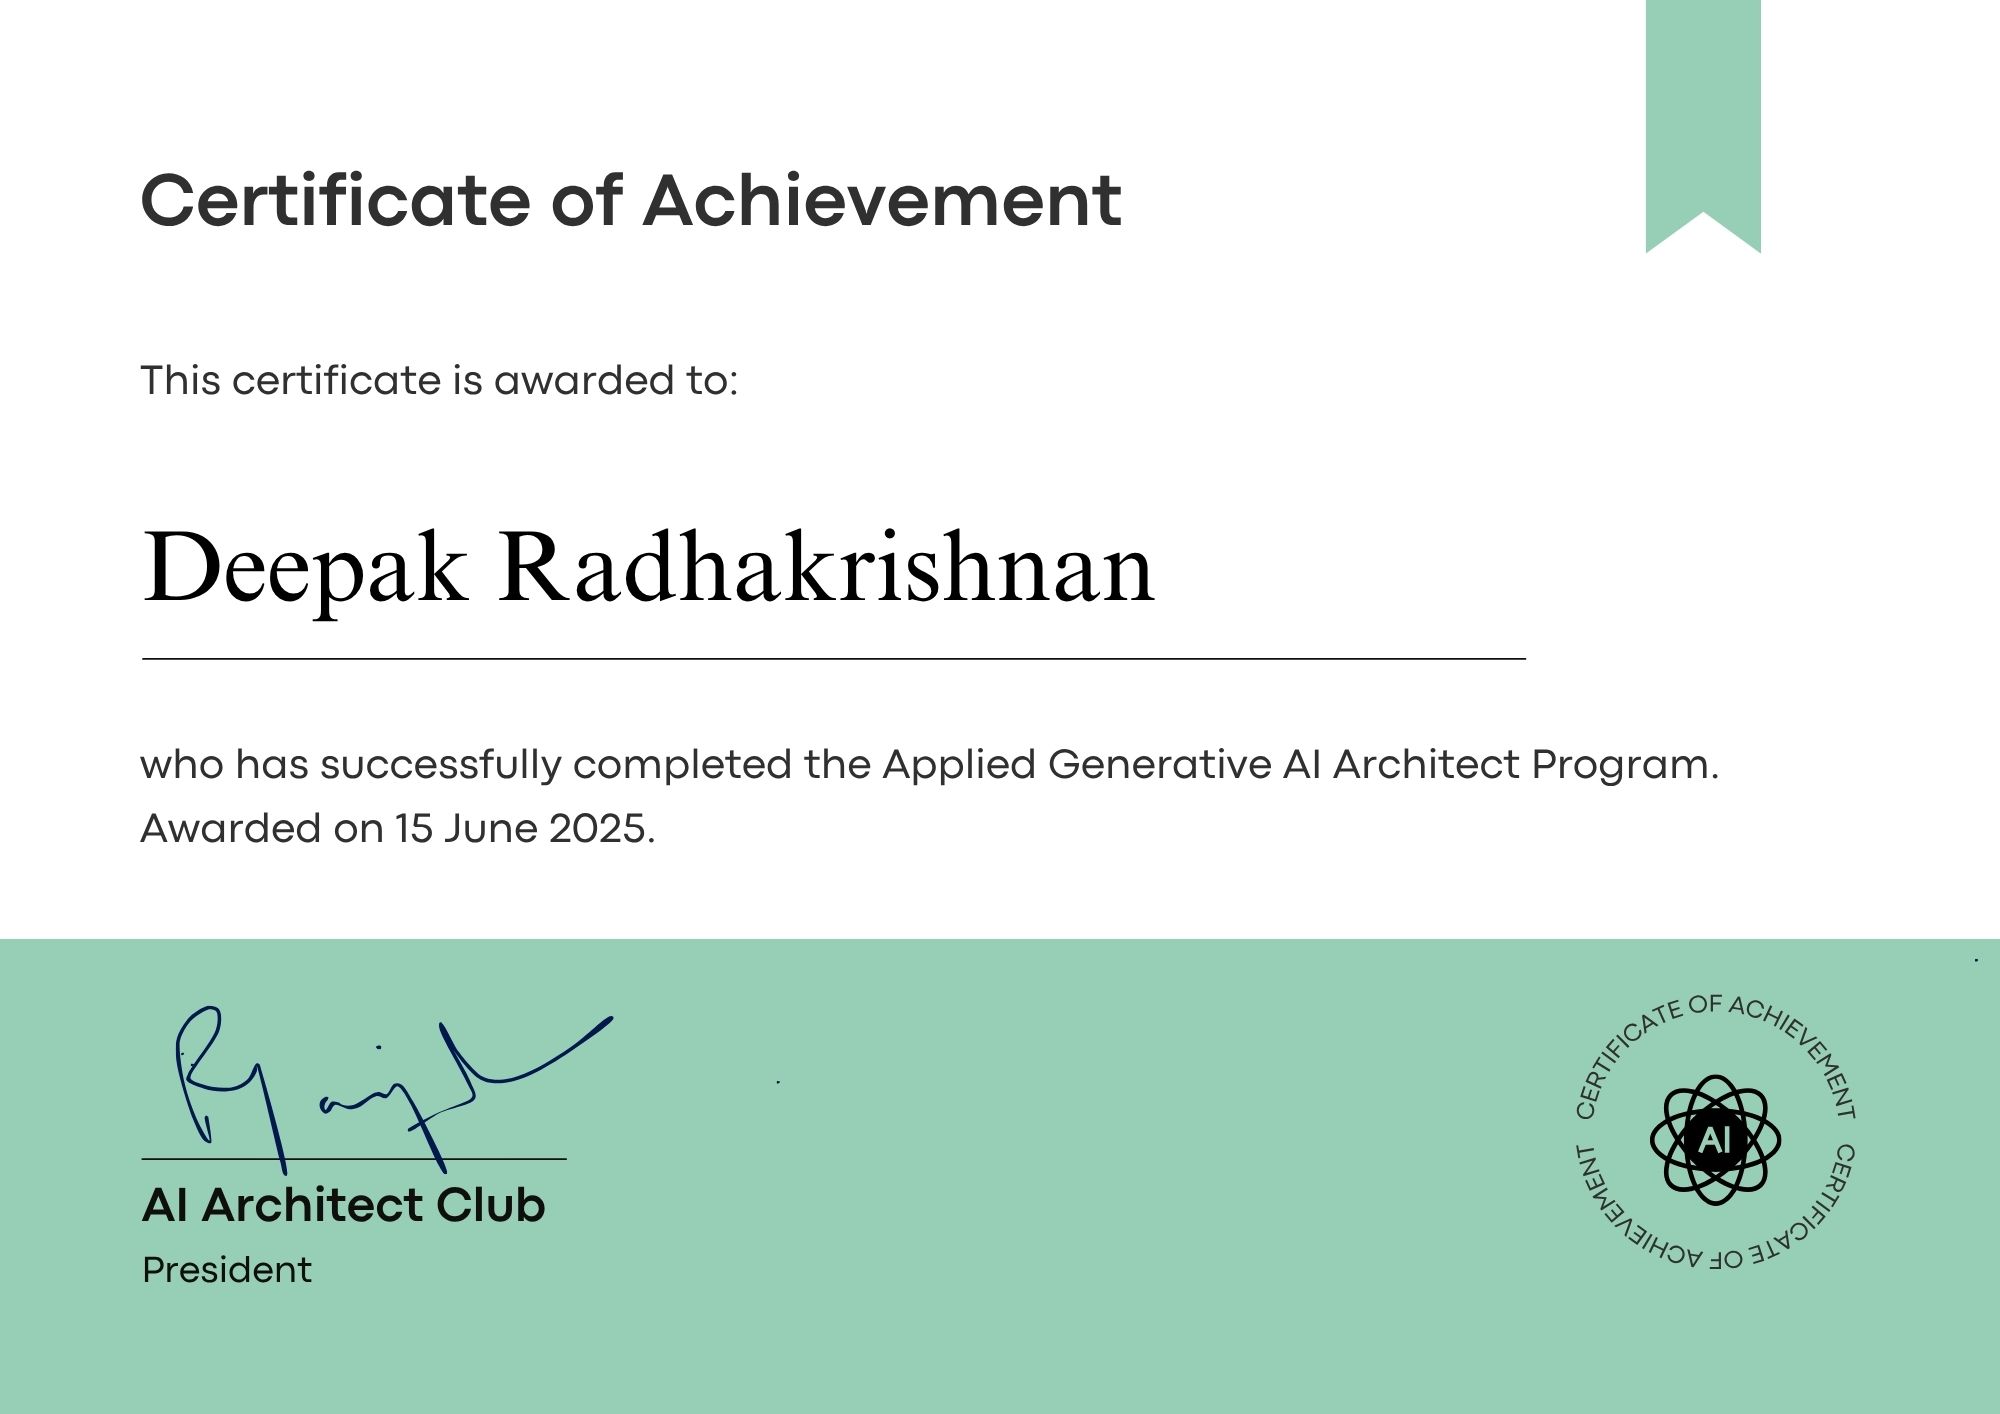 Certificate of Achievement
This certificate is awarded to:
Deepak Radhakrishnan
who has successfully completed the Applied Generative AI Architect Program.
Awarded on 15 June 2025.
AI Architect Club
President
CERTIFICATE OF ACHIEVEMENT
CERTIFICATE OF ACHIEVEMENT
AI